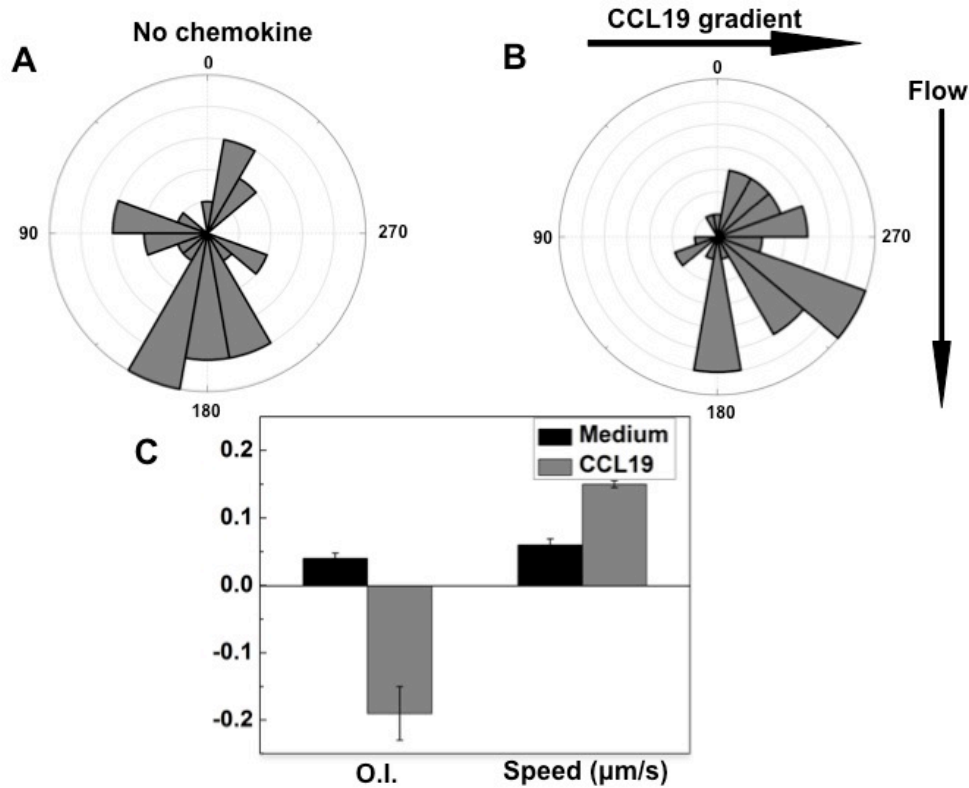 No chemokine
A
0
90
270
180
CCL19 gradient
B
0
Flow
90
270
180
C
Medium
CCL19
0.2
0.1
0.0
-0.1
-0.2
O.I.
Speed (µm/s)